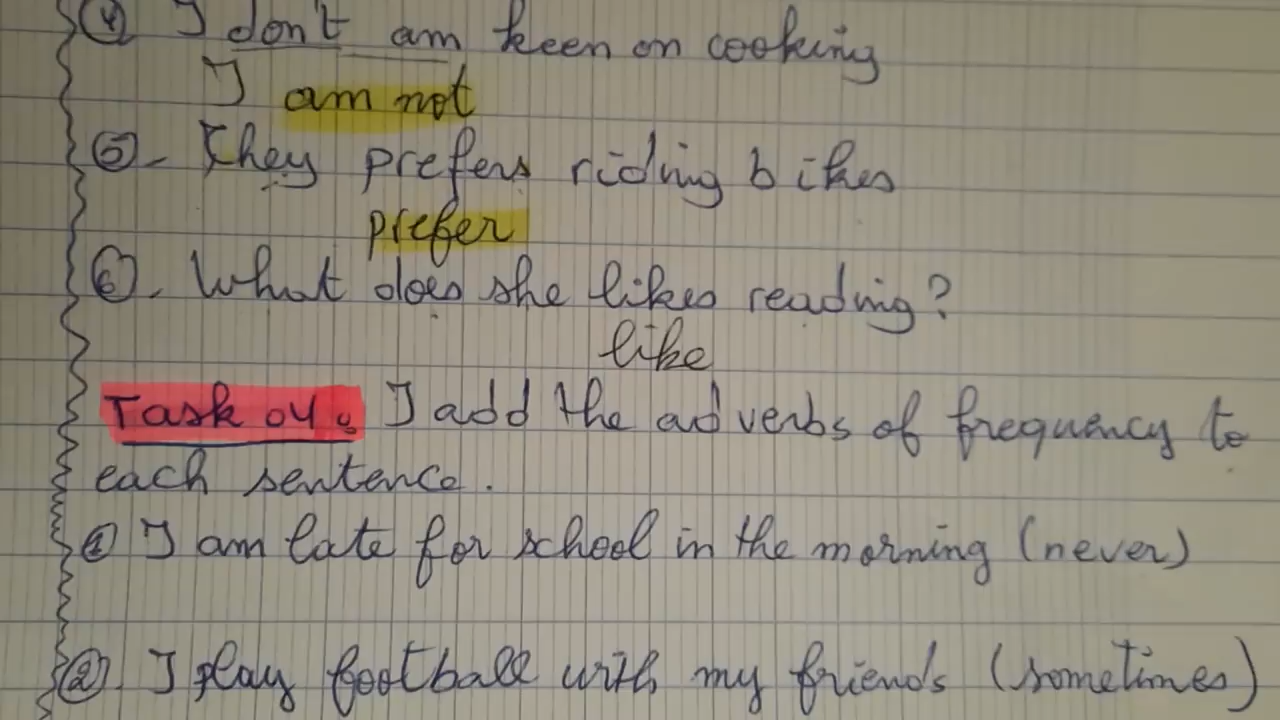 ④ I don't am keen on cooking
I am not
⑤. They prefers riding bikes
prefer
⑥. What does she likes reading?
like
Task 04: I add the adverbs of frequency to
each sentence.
① I am late for school in the morning (never)
② I play football with my friends (sometimes)